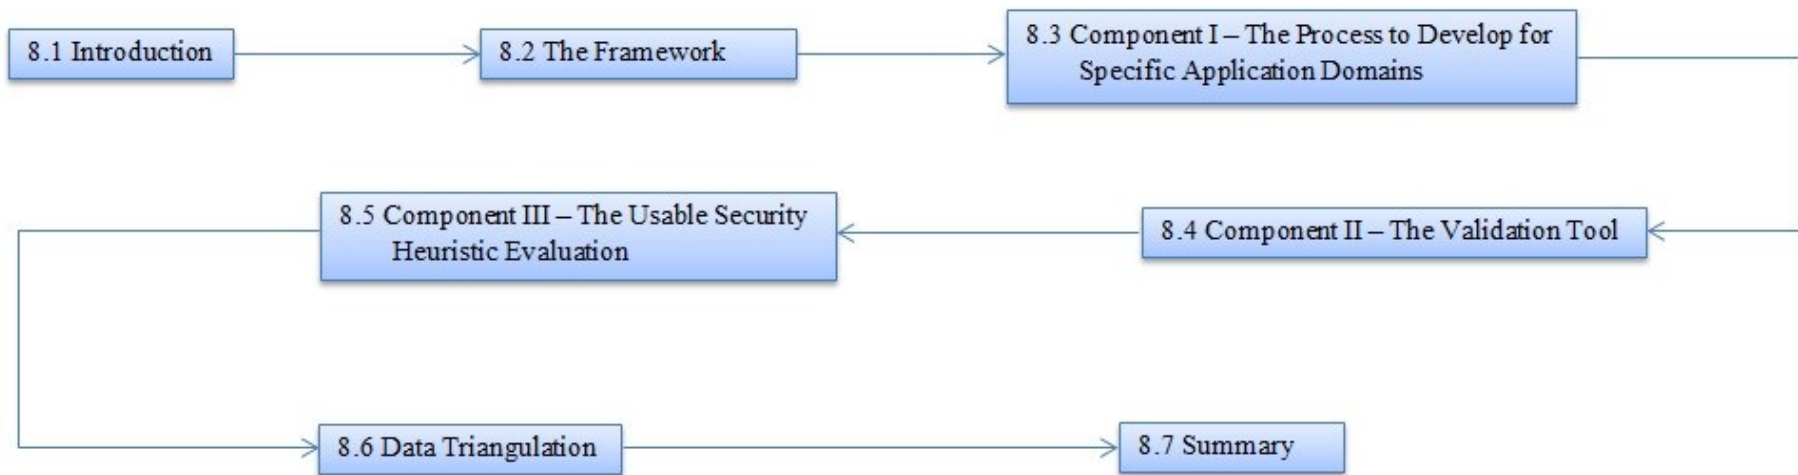 8.1 Introduction
8.2 The Framework
8.3 Component I – The Process to Develop for
Specific Application Domains
8.4 Component II – The Validation Tool
8.5 Component III – The Usable Security
Heuristic Evaluation
8.6 Data Triangulation
8.7 Summary